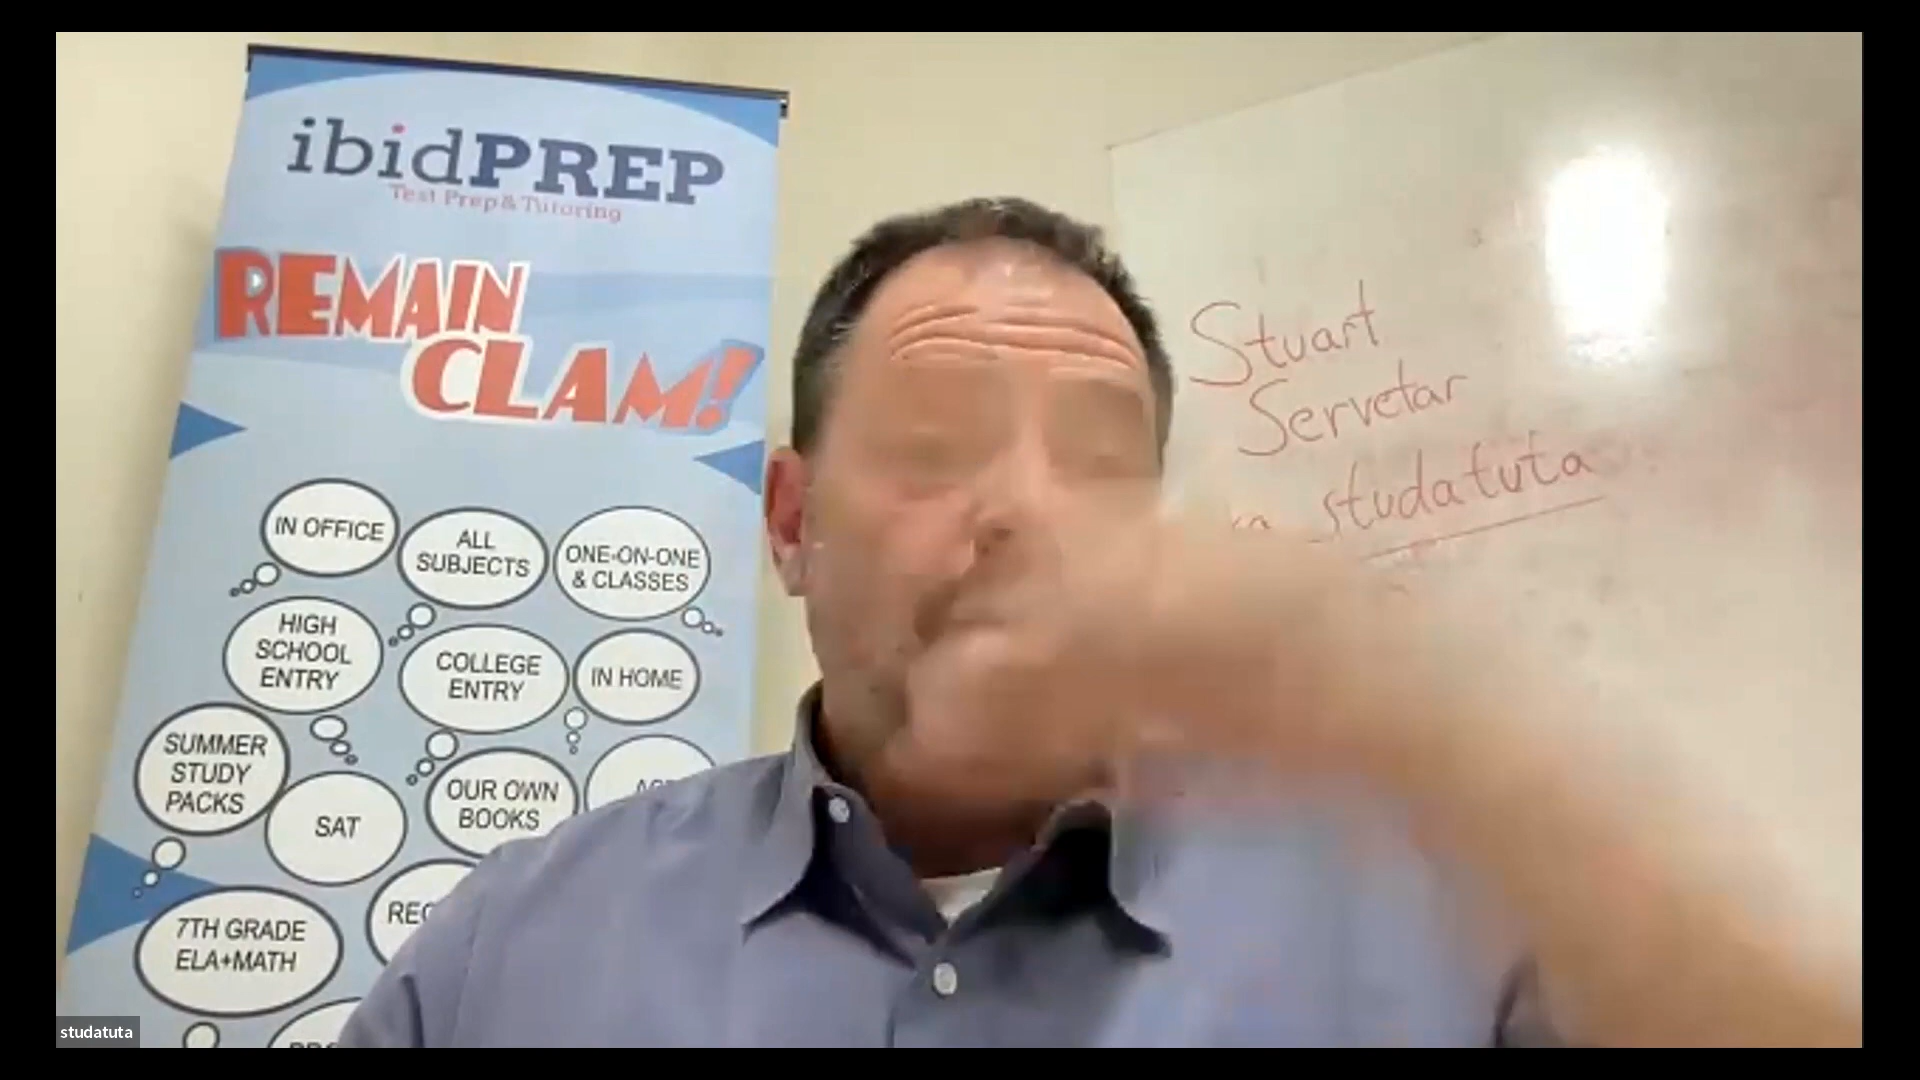 ibidPREP
Test Prep & Tutoring
REMAIN
CLAM!
IN OFFICE
ALL
SUBJECTS
ONE-ON-ONE
& CLASSES
HIGH
SCHOOL
ENTRY
COLLEGE
ENTRY
IN HOME
SUMMER
STUDY
PACKS
SAT
OUR OWN
BOOKS
7TH GRADE
ELA+MATH
Stuart
Servetar
studatuta
studatuta